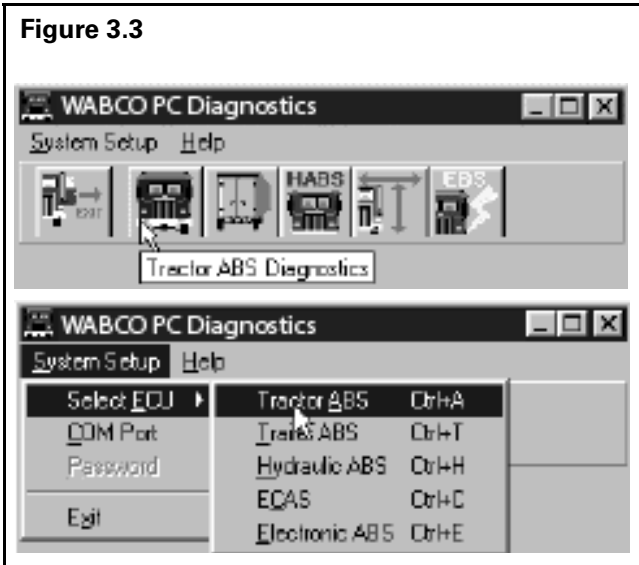 Figure 3.3
WABCO PC Diagnostics
System Setup Help
EXIT HABS EBS
Tractor ABS Diagnostics
WABCO PC Diagnostics
System Setup Help
Select ECU Tractor ABS Ctrl+A
COM Port Trailer ABS Ctrl+T
Password Hydraulic ABS Ctrl+H
ECAS Ctrl+C
Exit Electronic ABS Ctrl+E